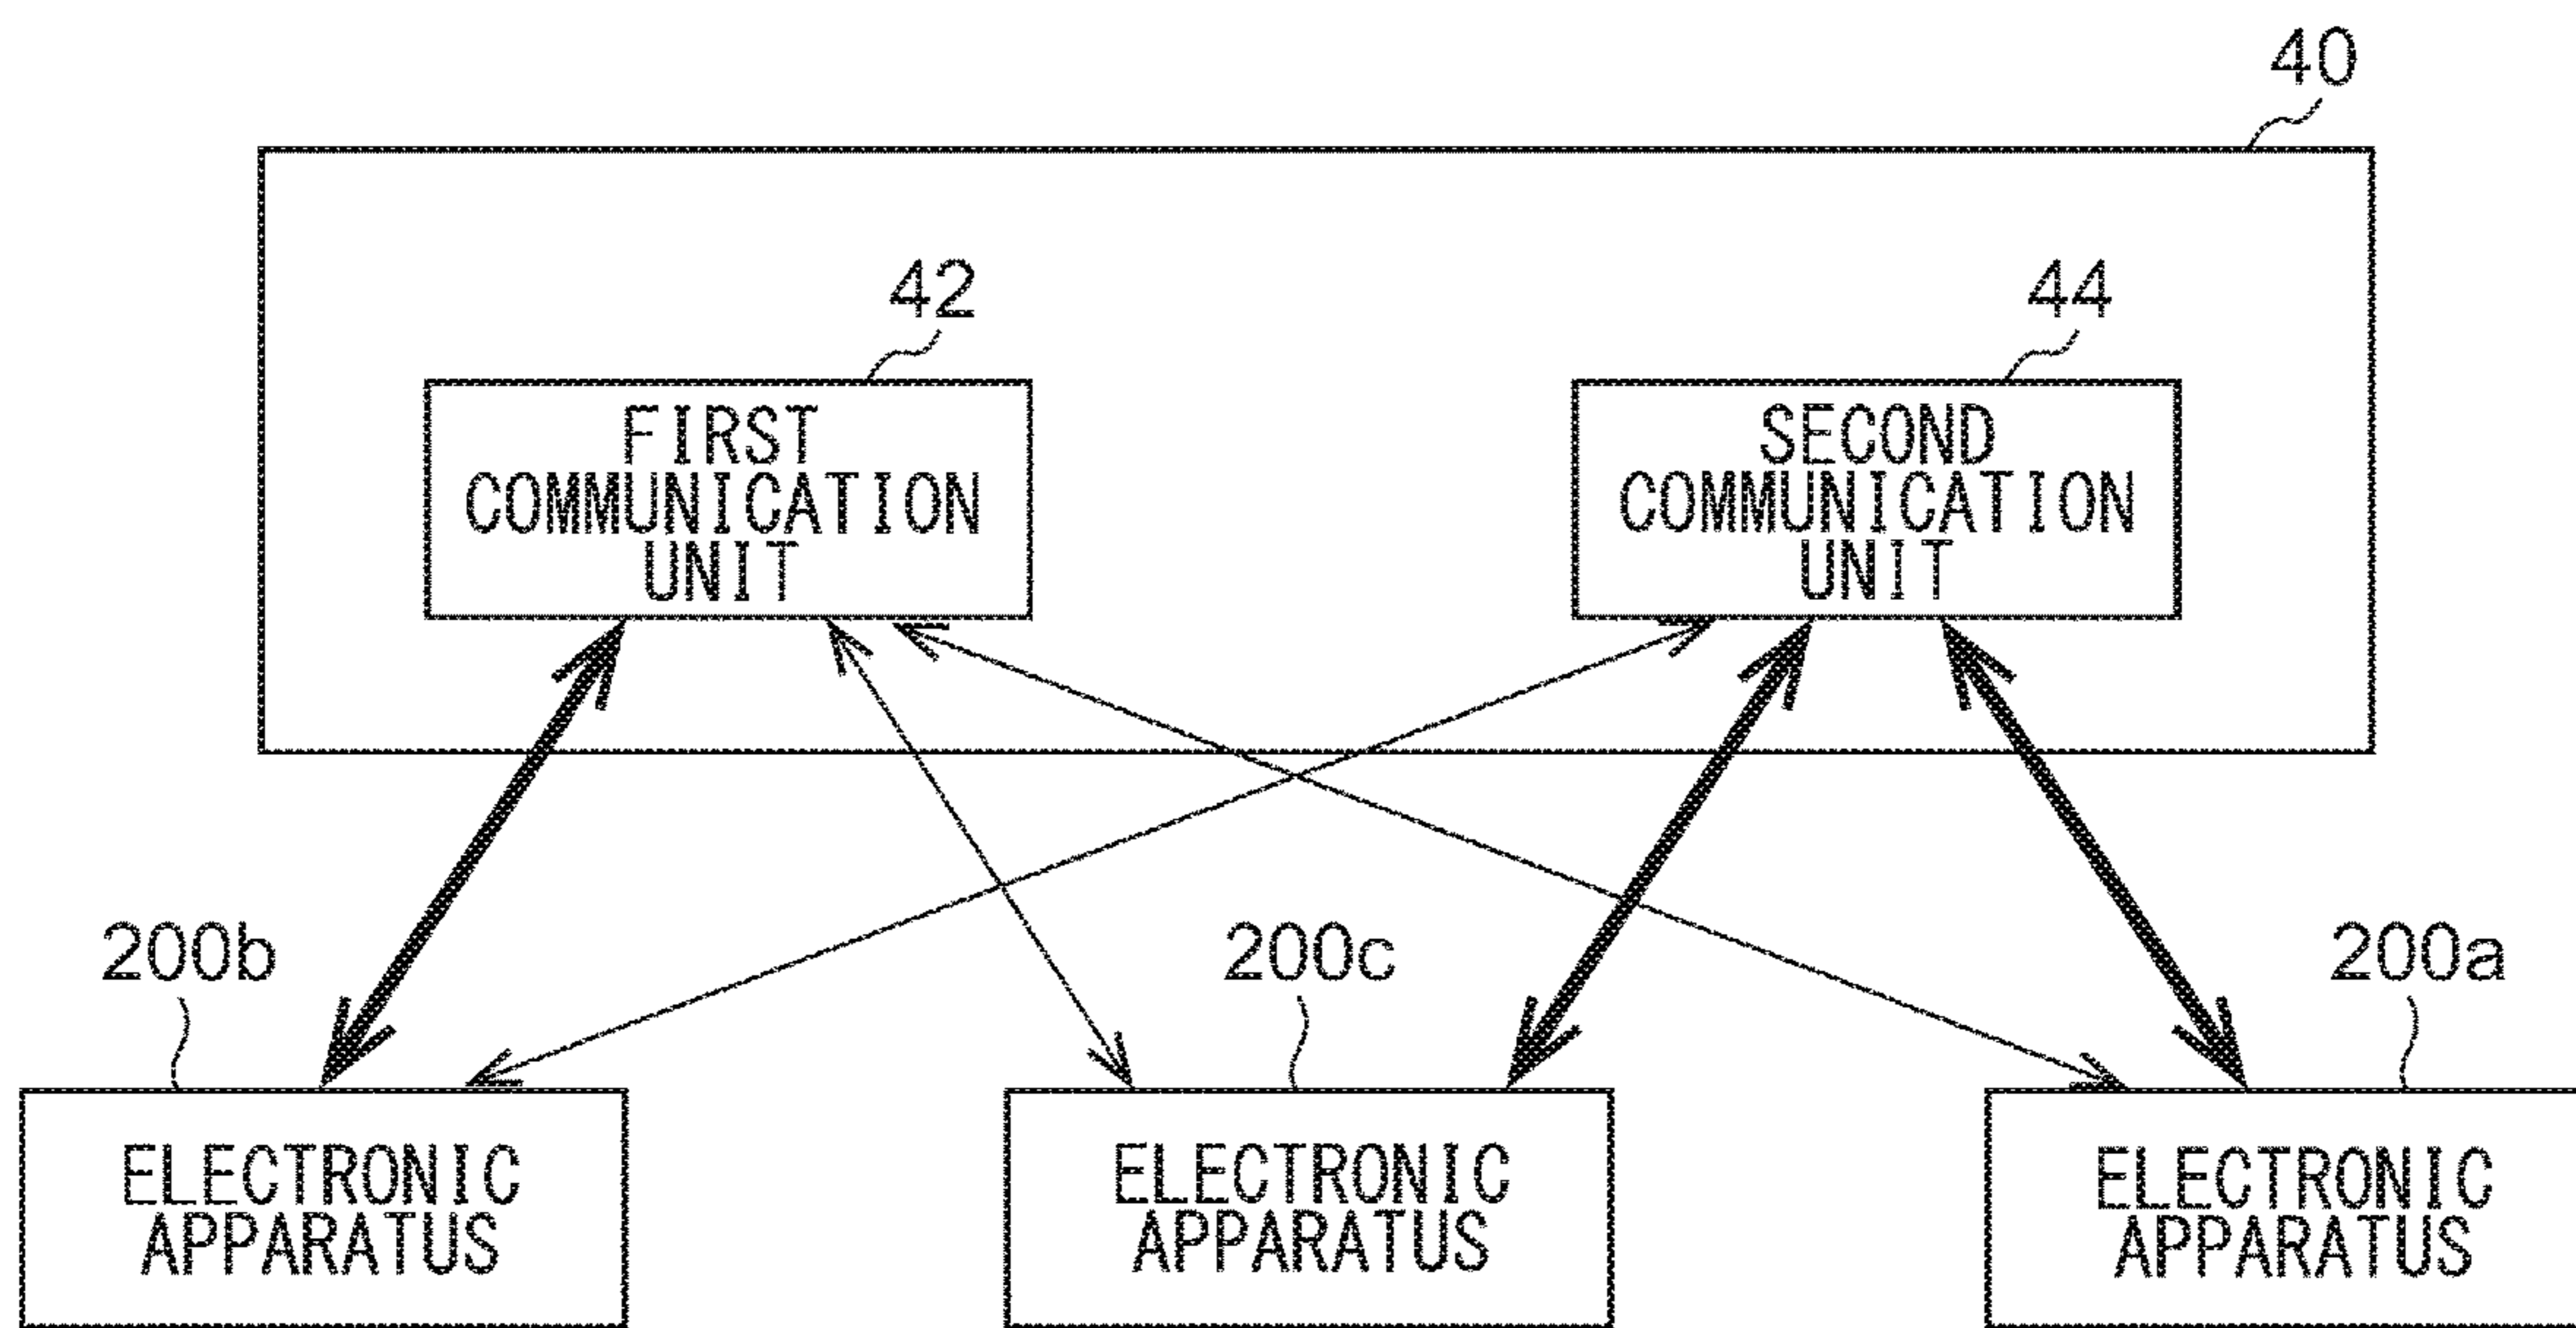 40
42
44
FIRST
COMMUNICATION
UNIT
SECOND
COMMUNICATION
UNIT
200b
200c
200a
ELECTRONIC
APPARATUS
ELECTRONIC
APPARATUS
ELECTRONIC
APPARATUS